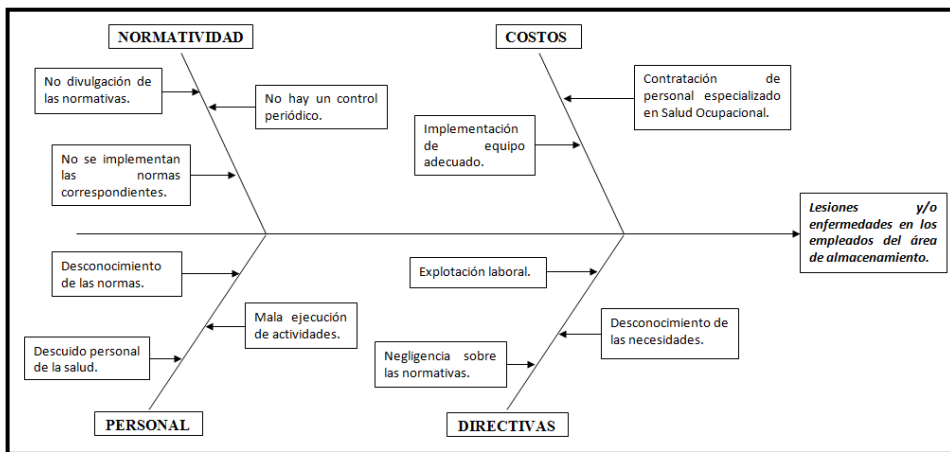 NORMATIVIDAD
COSTOS
No divulgación de
las normativas.
No hay un control
periódico.
No se implementan
las normas
correspondientes.
Contratación de
personal especializado
en Salud Ocupacional.
Implementación
de equipo
adecuado.
Lesiones y/o
enfermedades en los
empleados del área
de almacenamiento.
Desconocimiento
de las normas.
Mala ejecución
de actividades.
Descuido personal
de la salud.
Explotación laboral.
Desconocimiento de
las necesidades.
Negligencia sobre
las normativas.
PERSONAL
DIRECTIVAS